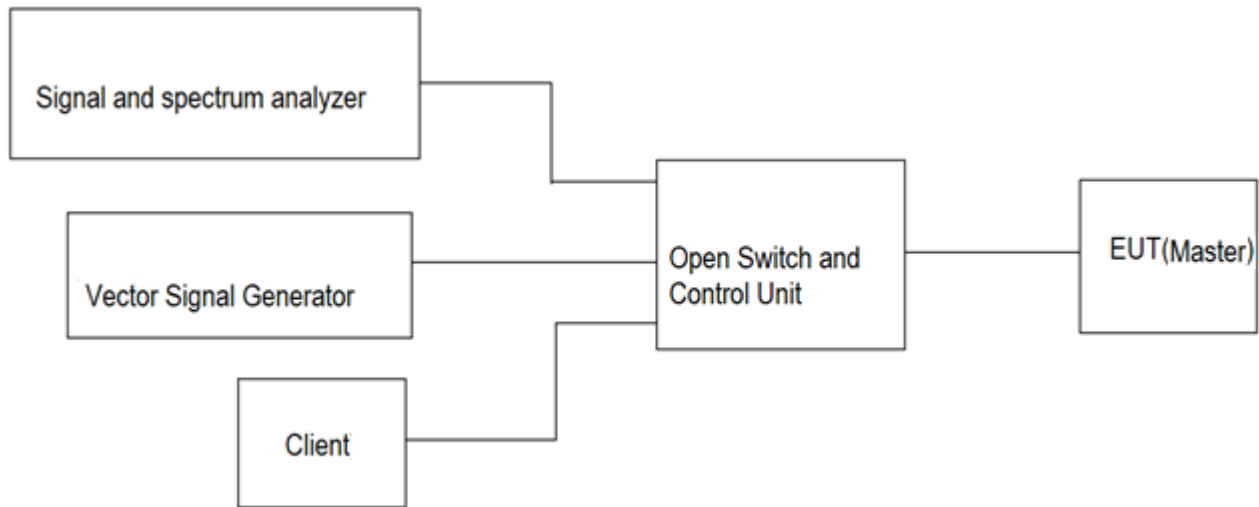 Signal and spectrum analyzer
Vector Signal Generator
Client
Open Switch and
Control Unit
EUT(Master)